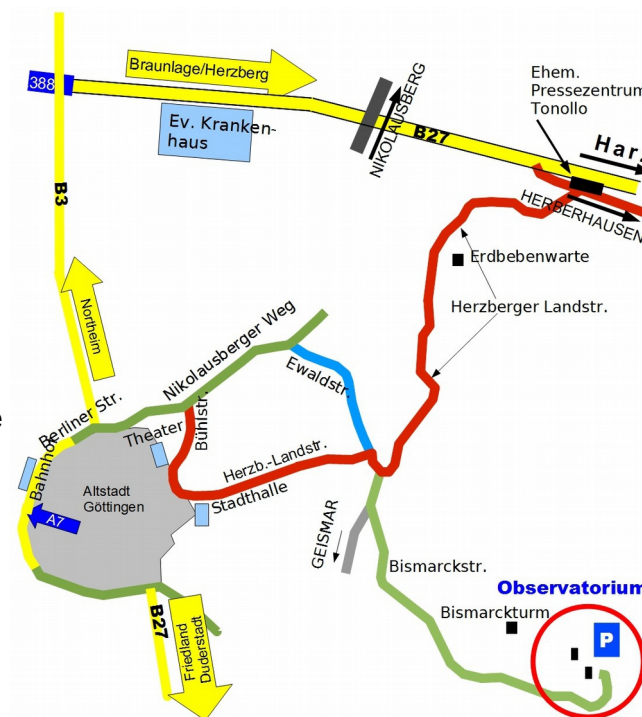 Braunlage/Herzberg
388
Ev. Kranken-
haus
NIKOLAUSBERG
B27
Ehem.
Pressezentrum
Tonollo
HERBERHAUSEN
B3
Erdbebenwarte
Northeim
Nikolausberger Weg
Herzberger Landstr.
Ewaldstr.
Berliner Str.
Theater
Bühlstr.
Bahnhof
Herzb.-Landstr.
Altstadt
Göttingen
Stadthalle
A7
GEISMAR
Bismarckstr.
Observatorium
Bismarckturm
P
B27
Friedland
Duderstadt